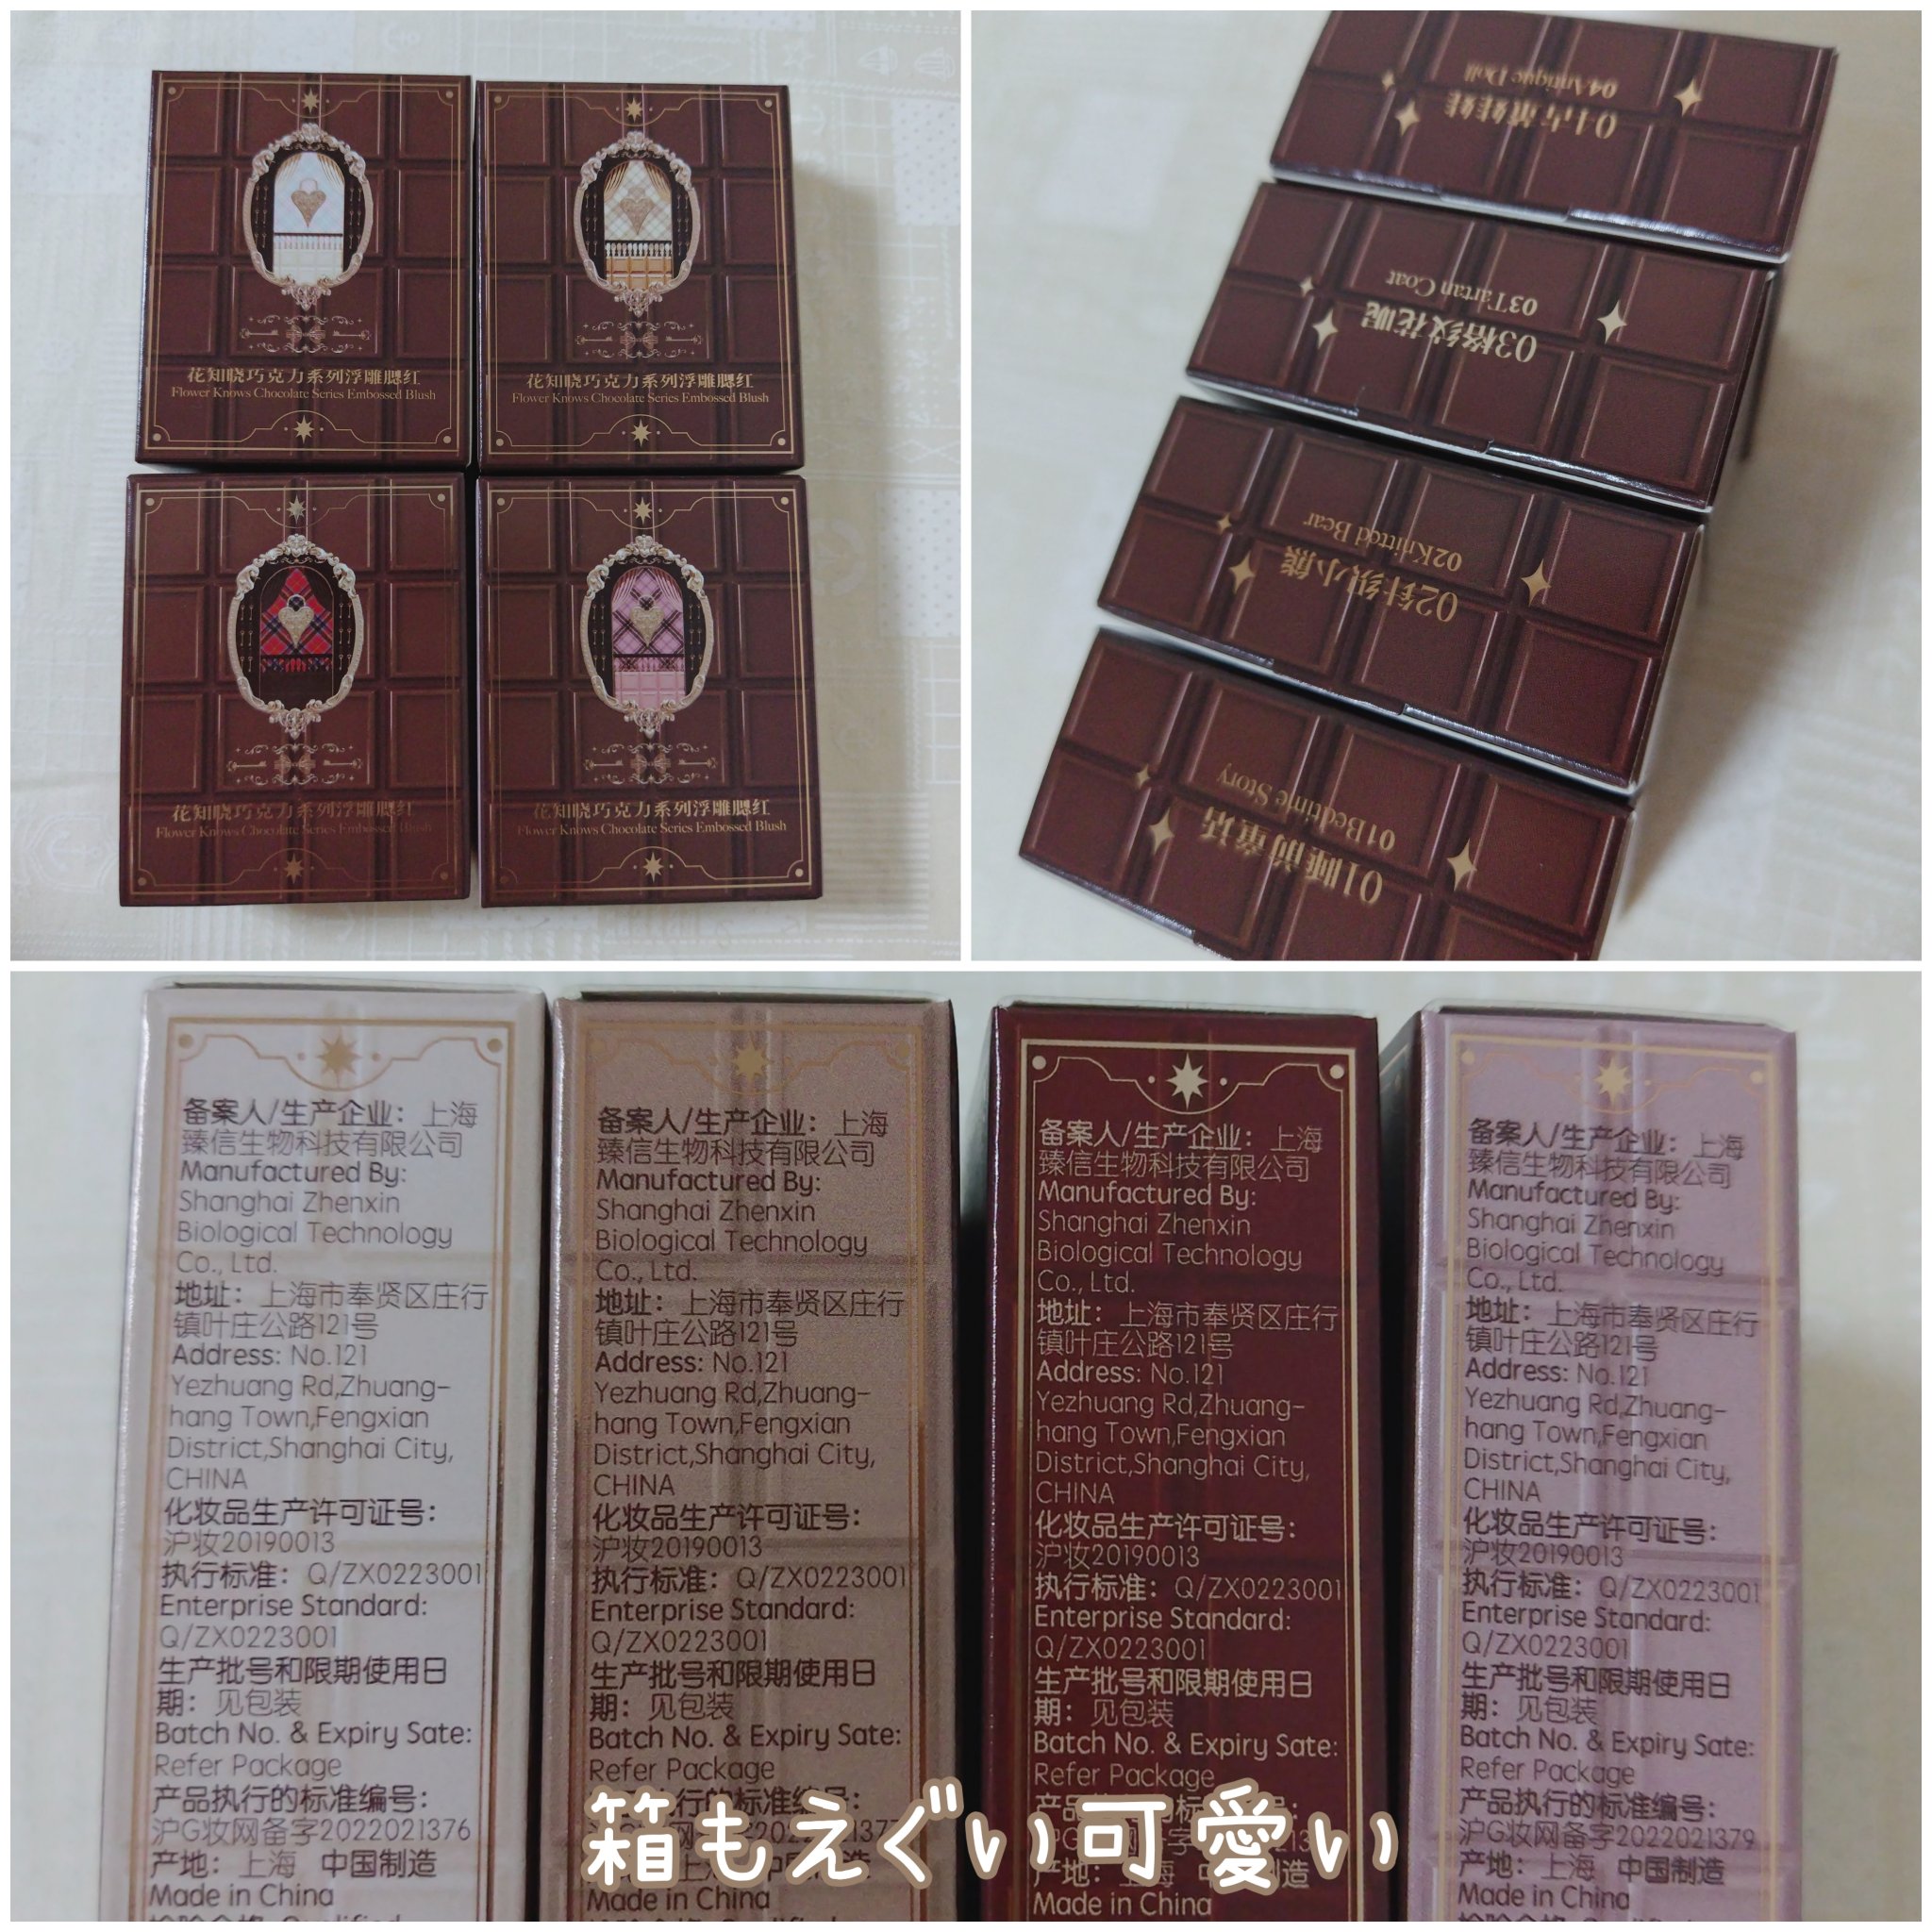 花知晓巧克力系列浮雕腮红
Flower Knows Chocolate Series Embossed Blush
花知晓巧克力系列浮雕腮红
Flower Knows Chocolate Series Embossed Blush
花知晓巧克力系列浮雕腮红
Flower Knows Chocolate Series Embossed Blush
花知晓巧克力系列浮雕腮红
Flower Knows Chocolate Series Embossed Blush
04古董娃娃
04Antique Doll
03格纹花呢
03Tartan Coat
02针织小熊
02Knitted Bear
01睡前童话
01Bedtime Story
备案人/生产企业：上海
臻信生物科技有限公司
Manufactured By:
Shanghai Zhenxin
Biological Technology
Co., Ltd.
地址：上海市奉贤区庄行
镇叶庄公路121号
Address: No.121
Yezhuang Rd,Zhuang-
hang Town,Fengxian
District,Shanghai City,
CHINA
化妆品生产许可证号：
沪妆20190013
执行标准：Q/ZX0223001
Enterprise Standard:
Q/ZX0223001
生产批号和限期使用日
期：见包装
Batch No. & Expiry Sate:
Refer Package
产品执行的标准编号：
沪G妆网备字2022021376
产地：上海 中国制造
Made in China
备案人/生产企业：上海
臻信生物科技有限公司
Manufactured By:
Shanghai Zhenxin
Biological Technology
Co., Ltd.
地址：上海市奉贤区庄行
镇叶庄公路121号
Address: No.121
Yezhuang Rd,Zhuang-
hang Town,Fengxian
District,Shanghai City,
CHINA
化妆品生产许可证号：
沪妆20190013
执行标准：Q/ZX0223001
Enterprise Standard:
Q/ZX0223001
生产批号和限期使用日
期：见包装
Batch No. & Expiry Sate:
Refer Package
Made in China
备案人/生产企业：上海
臻信生物科技有限公司
Manufactured By:
Shanghai Zhenxin
Biological Technology
Co., Ltd.
地址：上海市奉贤区庄行
镇叶庄公路121号
Address: No.121
Yezhuang Rd,Zhuang-
hang Town,Fengxian
District,Shanghai City,
CHINA
化妆品生产许可证号：
沪妆20190013
执行标准：Q/ZX0223001
Enterprise Standard:
Q/ZX0223001
生产批号和限期使用日
期：见包装
Batch No. & Expiry Sate:
Refer Package
Made in China
备案人/生产企业：上海
臻信生物科技有限公司
Manufactured By:
Shanghai Zhenxin
Biological Technology
Co., Ltd.
地址：上海市奉贤区庄行
镇叶庄公路121号
Address: No.121
Yezhuang Rd,Zhuang-
hang Town,Fengxian
District,Shanghai City,
CHINA
化妆品生产许可证号：
沪妆20190013
执行标准：Q/ZX0223001
Enterprise Standard:
Q/ZX0223001
生产批号和限期使用日
期：见包装
Batch No. & Expiry Sate:
Refer Package
产品执行的标准编号：
沪G妆网备字2022021379
产地：上海 中国制造
Made in China
箱もえぐい可愛い